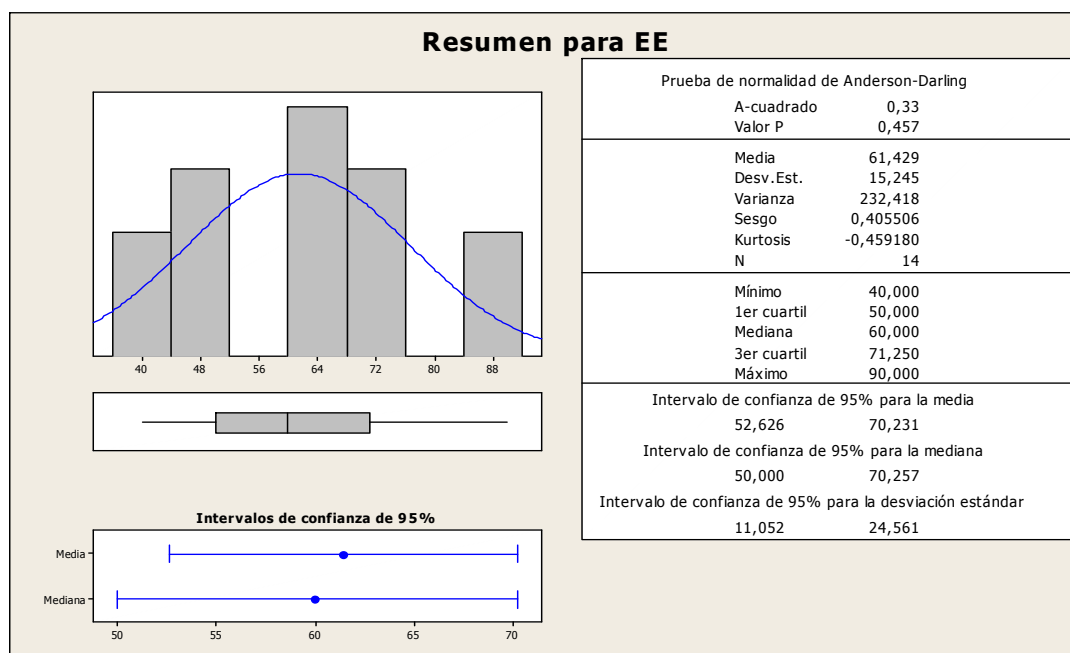 Resumen para EE
40 48 56 64 72 80 88
Intervalos de confianza de 95%
Media
Mediana
50 55 60 65 70
Prueba de normalidad de Anderson-Darling
A-cuadrado 0,33
Valor P 0,457
Media 61,429
Desv.Est. 15,245
Varianza 232,418
Sesgo 0,405506
Kurtosis -0,459180
N 14
Mínimo 40,000
1er cuartil 50,000
Mediana 60,000
3er cuartil 71,250
Máximo 90,000
Intervalo de confianza de 95% para la media
52,626 70,231
Intervalo de confianza de 95% para la mediana
50,000 70,257
Intervalo de confianza de 95% para la desviación estándar
11,052 24,561